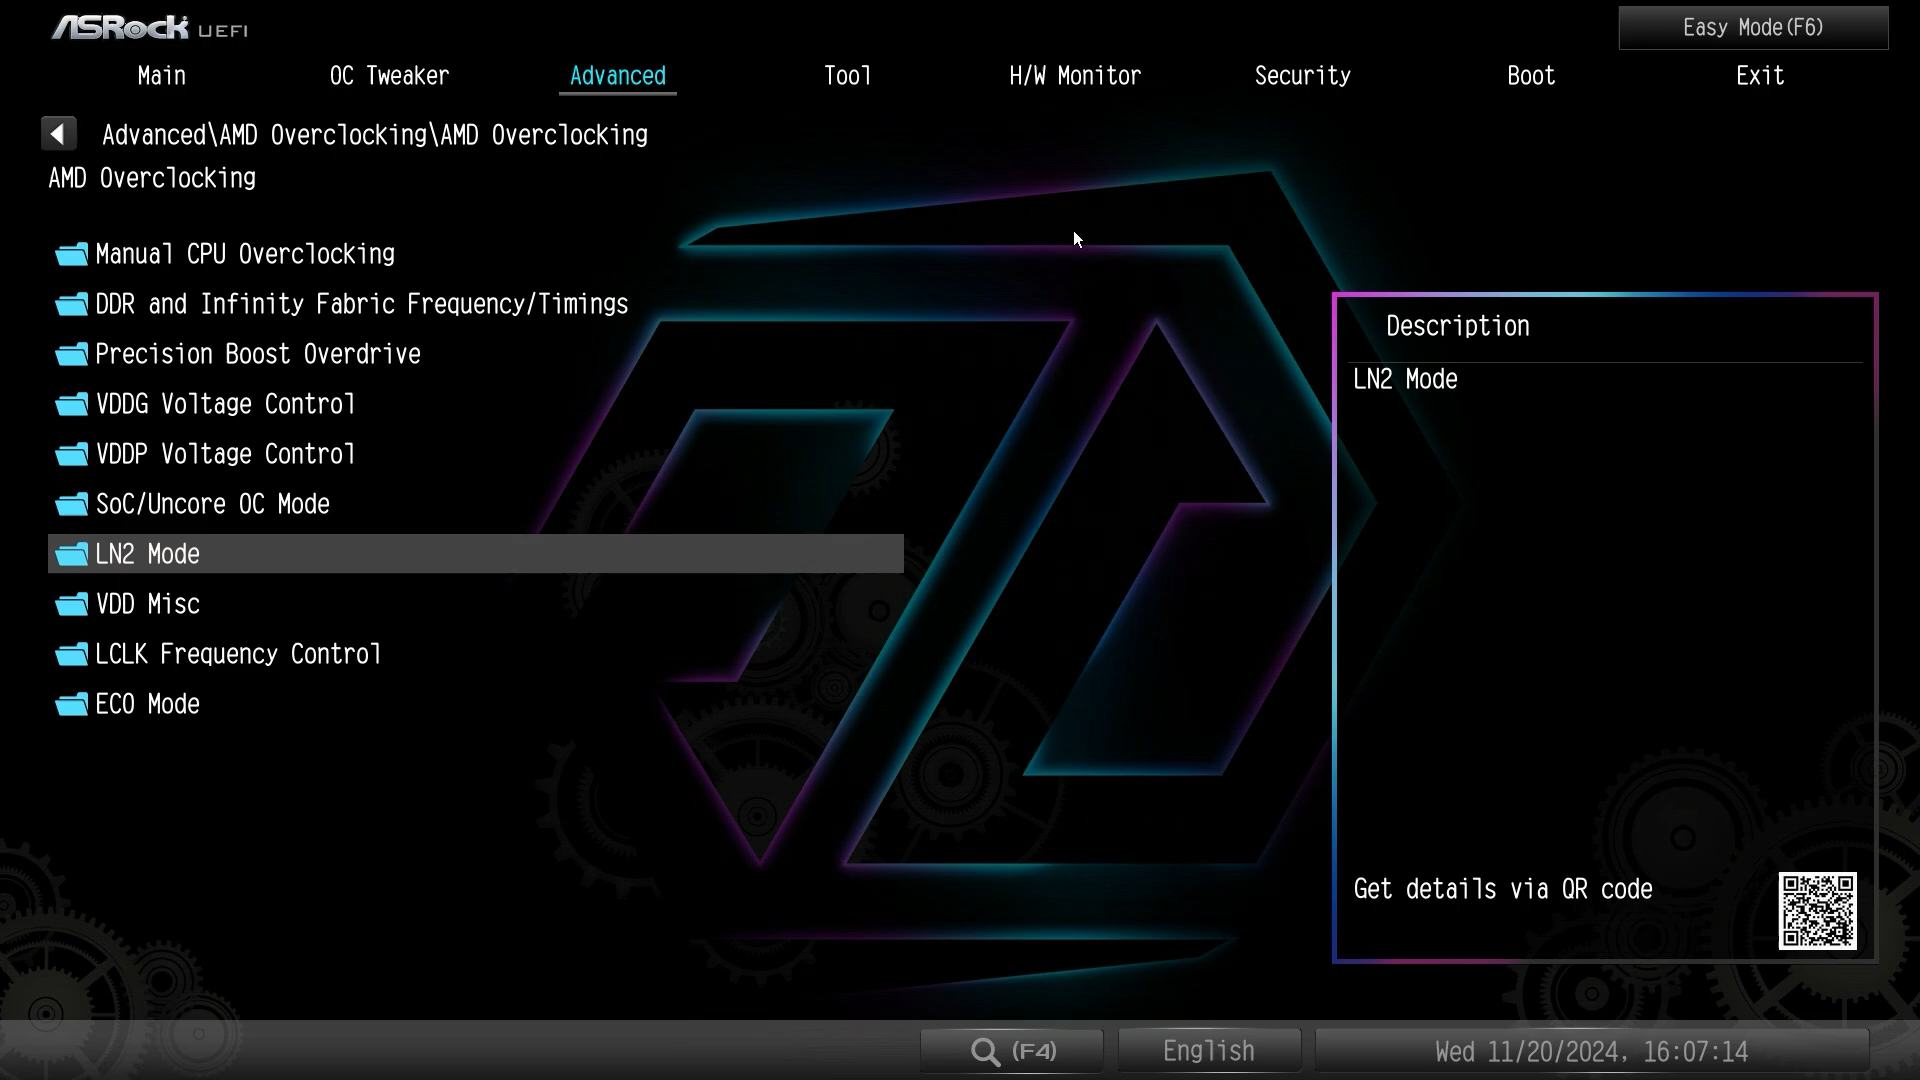 ASRock UEFI
Easy Mode(F6)
Main OC Tweaker Advanced Tool H/W Monitor Security Boot Exit
Advanced\AMD Overclocking\AMD Overclocking
AMD Overclocking
Manual CPU Overclocking
DDR and Infinity Fabric Frequency/Timings
Precision Boost Overdrive
VDDG Voltage Control
VDDP Voltage Control
SoC/Uncore OC Mode
LN2 Mode
VDD Misc
LCLK Frequency Control
ECO Mode
Description
LN2 Mode
Get details via QR code
(F4)
English
Wed 11/20/2024, 16:07:14